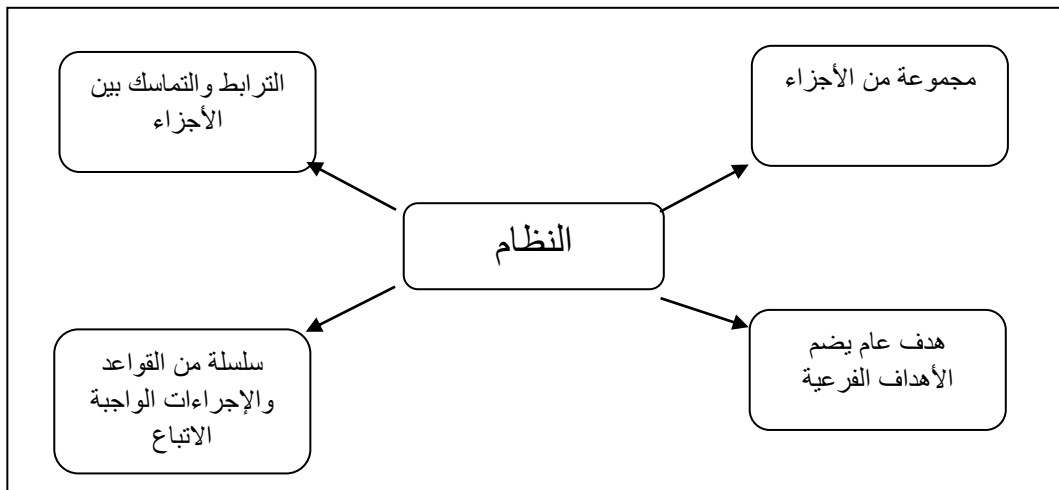 مجموعة من الأجزاء
الترابط والتماسك بين
الأجزاء
النظام
هدف عام يضم
الأهداف الفرعية
سلسلة من القواعد
والإجراءات الواجبة
الاتباع